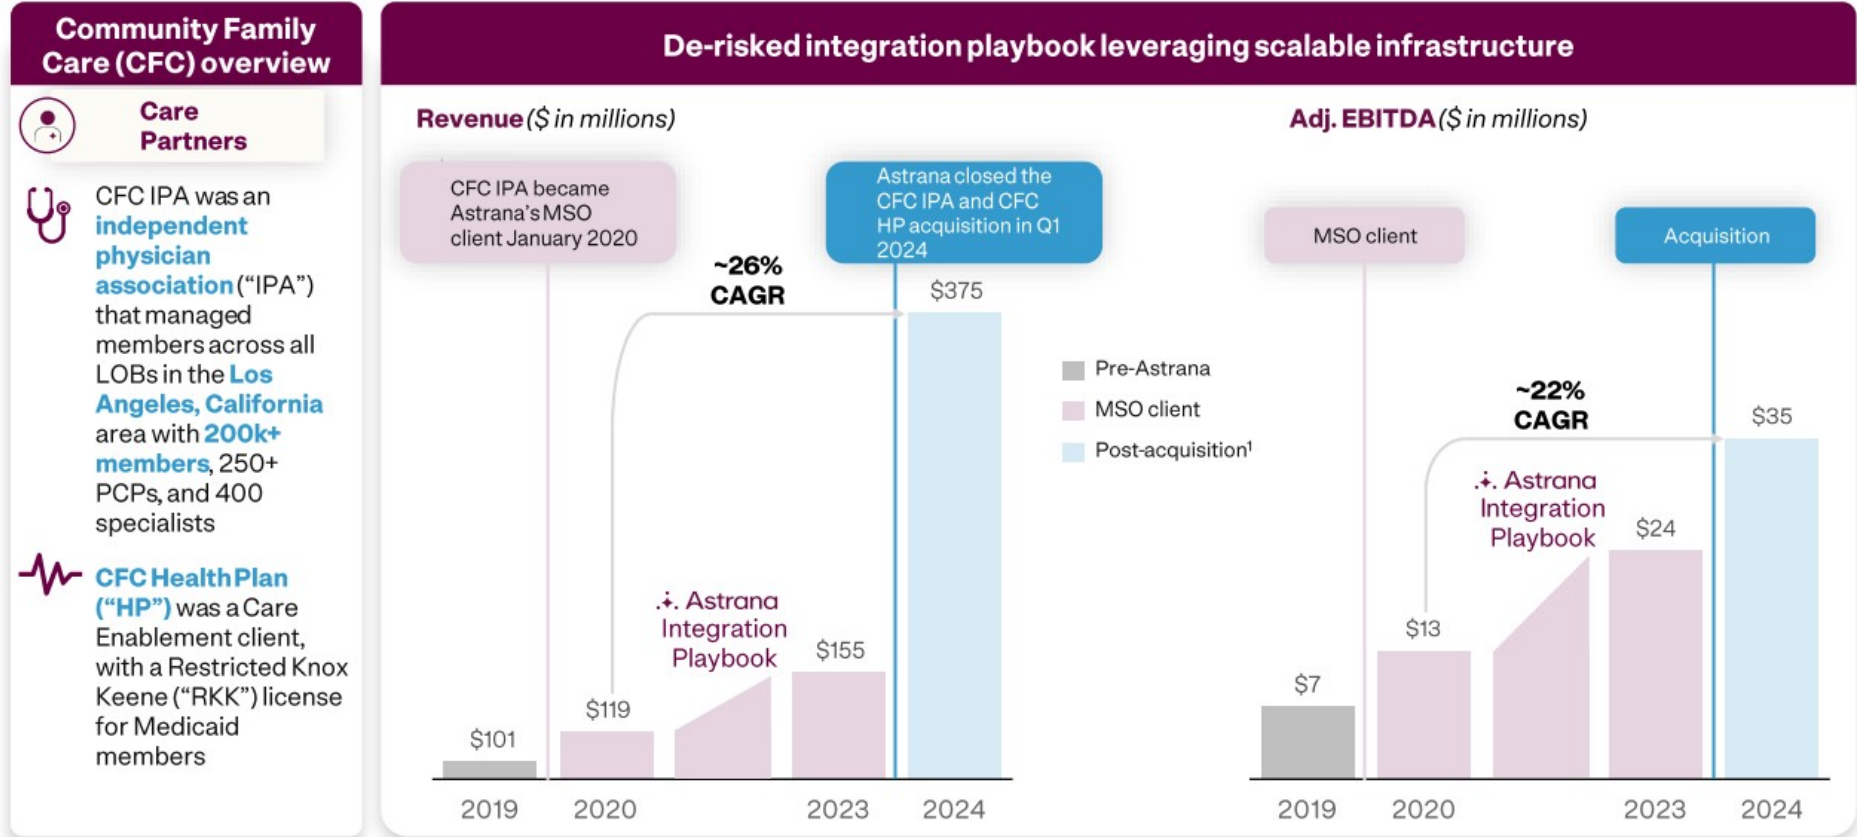 Community Family
Care (CFC) overview
Care
Partners
CFC IPA was an
independent
physician
association (“IPA”)
that managed
members across all
LOBs in the Los
Angeles, California
area with 200k+
members, 250+
PCPs, and 400
specialists
CFC Health Plan
(“HP”) was a Care
Enablement client,
with a Restricted Knox
Keene (“RKK”) license
for Medicaid
members
De-risked integration playbook leveraging scalable infrastructure
Revenue ($ in millions)
CFC IPA became
Astrana’s MSO
client January 2020
Astrana closed the
CFC IPA and CFC
HP acquisition in Q1
2024
~26%
CAGR
$375
Astrana
Integration
Playbook
$155
$119
$101
2019
2020
2023
2024
Pre-Astrana
MSO client
Post-acquisition¹
Adj. EBITDA ($ in millions)
MSO client
Acquisition
~22%
CAGR
$35
Astrana
Integration
Playbook
$24
$13
$7
2019
2020
2023
2024